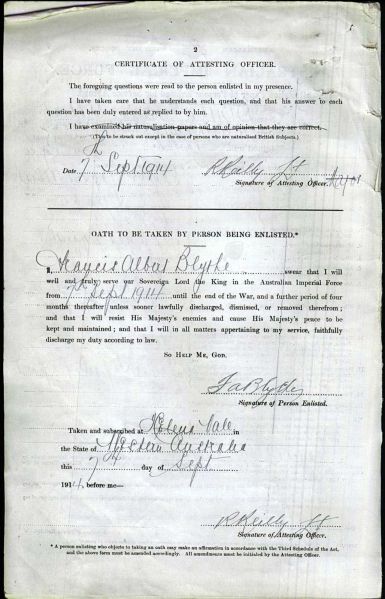 2
CERTIFICATE OF ATTESTING OFFICER.
The foregoing questions were read to the person enlisted in my presence.
I have taken care that he understands each question, and that his answer to each
question has been duly entered as replied to by him.
I have examined his naturalisation papers and am of opinion that they are correct.
(This to be struck out except in the case of persons who are naturalised British Subjects.)
Date 7th Sept 1914 R Reilly Lt
Signature of Attesting Officer.
OATH TO BE TAKEN BY PERSON BEING ENLISTED.*
I, Francis Albert Blythe swear that I will
well and truly serve our Sovereign Lord the King in the Australian Imperial Force
from 7th Sept 1914 until the end of the War, and a further period of four
months thereafter unless sooner lawfully discharged, dismissed, or removed therefrom;
and that I will resist His Majesty's enemies and cause His Majesty's peace to be
kept and maintained; and that I will in all matters appertaining to my service, faithfully
discharge my duty according to law.
So Help Me, God.
F A Blythe
Signature of Person Enlisted.
Taken and subscribed at Helena Vale in
the State of Western Australia
this 7th day of Sept
1914 before me—
R Reilly Lt
Signature of Attesting Officer.
* A person enlisting who objects to taking an oath may make an affirmation in accordance with the Third Schedule of the Act,
and the above form must be amended accordingly. All amendments must be initialed by the Attesting Officer.